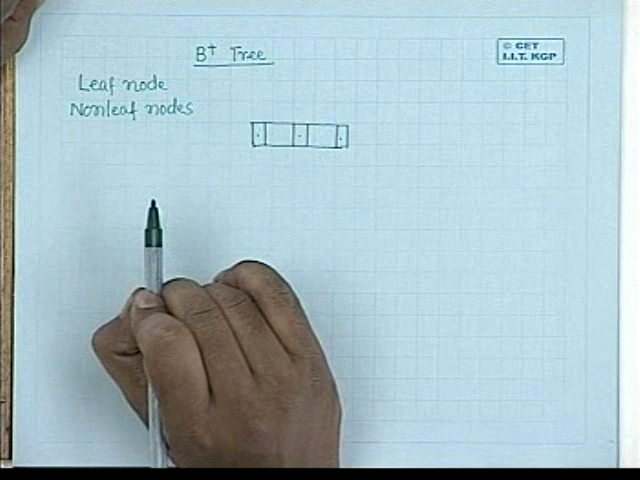 B+ Tree
© CET
I.I.T. KGP
Leaf node
Nonleaf nodes